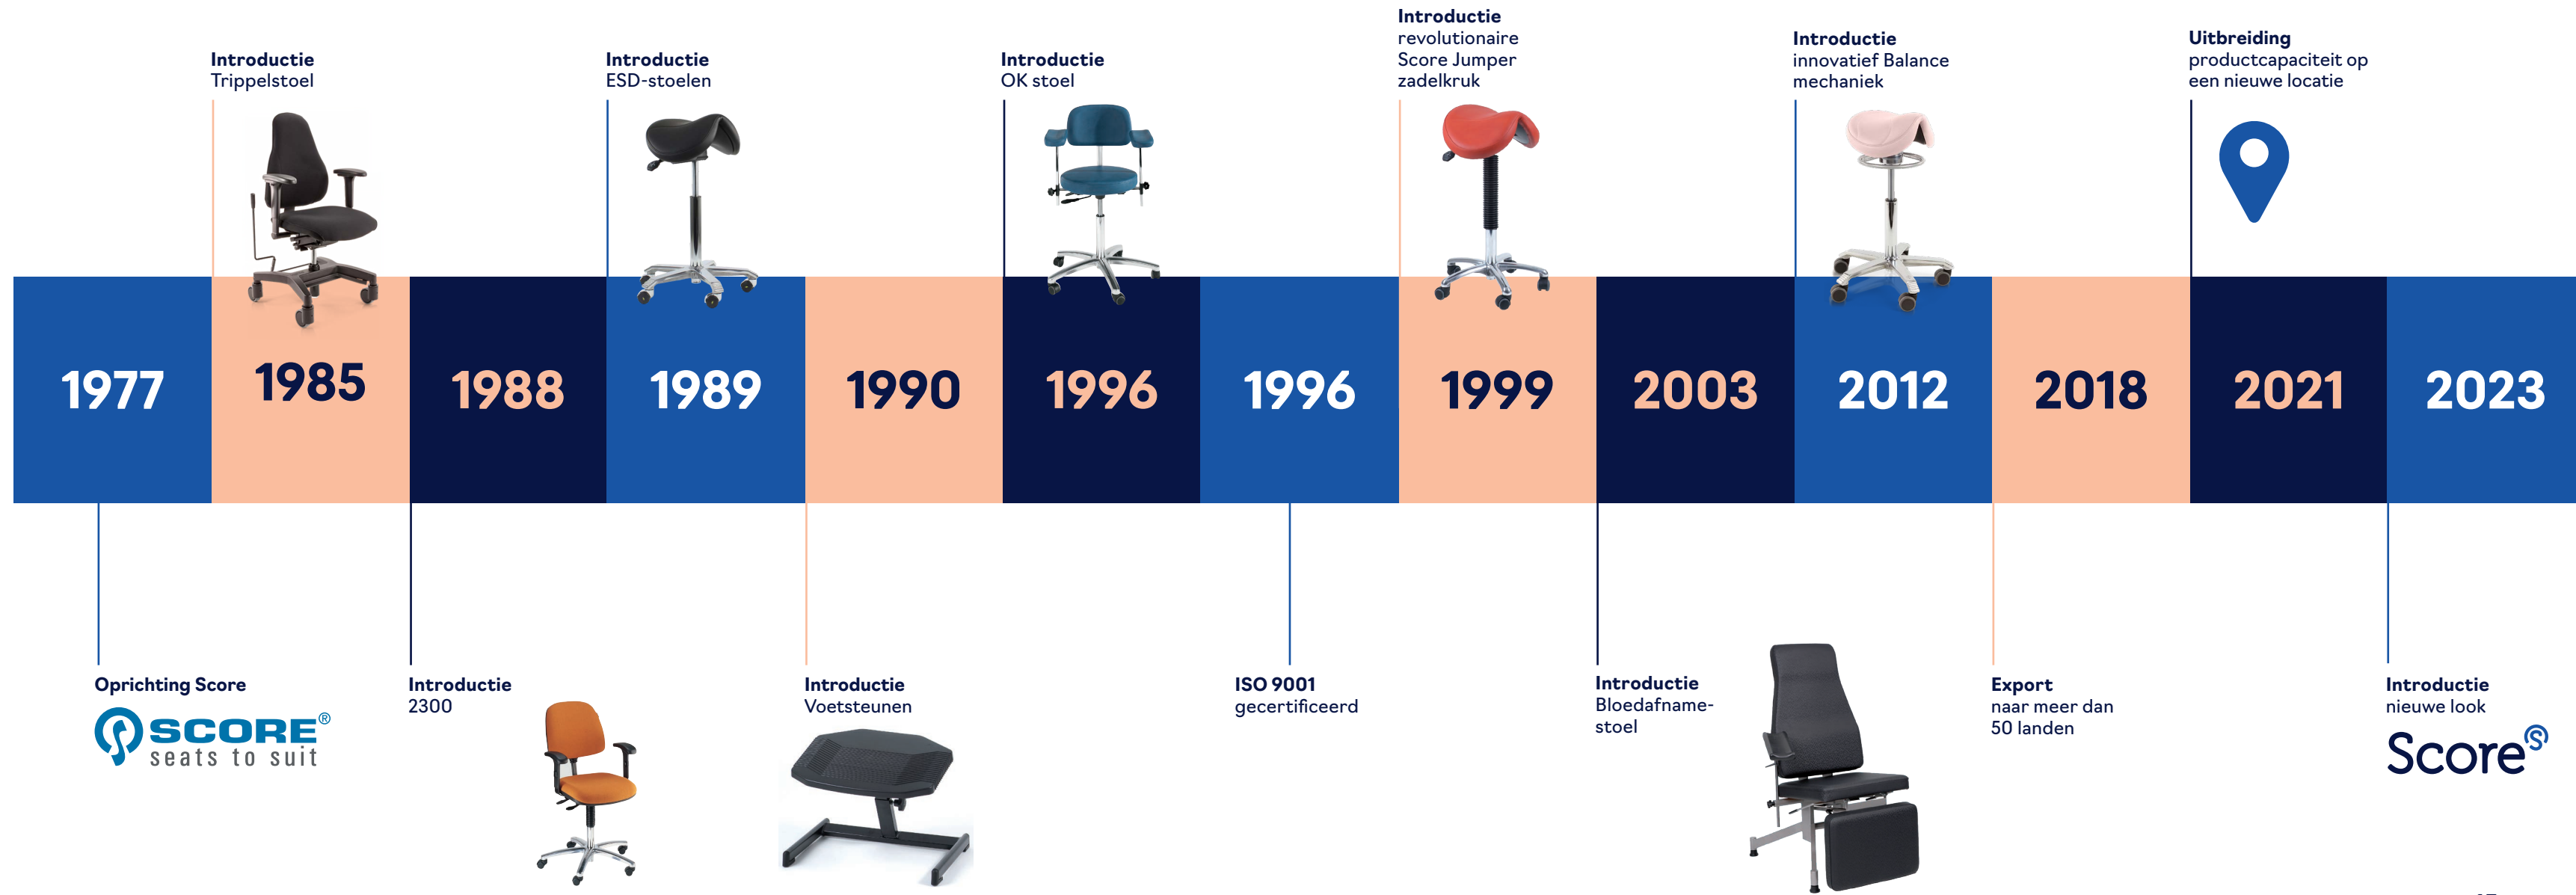 Introductie
Trippelstoel
Introductie
ESD-stoelen
Introductie
OK stoel
Introductie
revolutionaire
Score Jumper
zadelkruk
Introductie
innovatief Balance
mechaniek
Uitbreiding
productcapaciteit op
een nieuwe locatie
1977
1985
1988
1989
1990
1996
1996
1999
2003
2012
2018
2021
2023
Oprichting Score
SCORE®
seats to suit
Introductie
2300
Introductie
Voetsteunen
ISO 9001
gecertificeerd
Introductie
Bloedafname-
stoel
Export
naar meer dan
50 landen
Introductie
nieuwe look
Score S